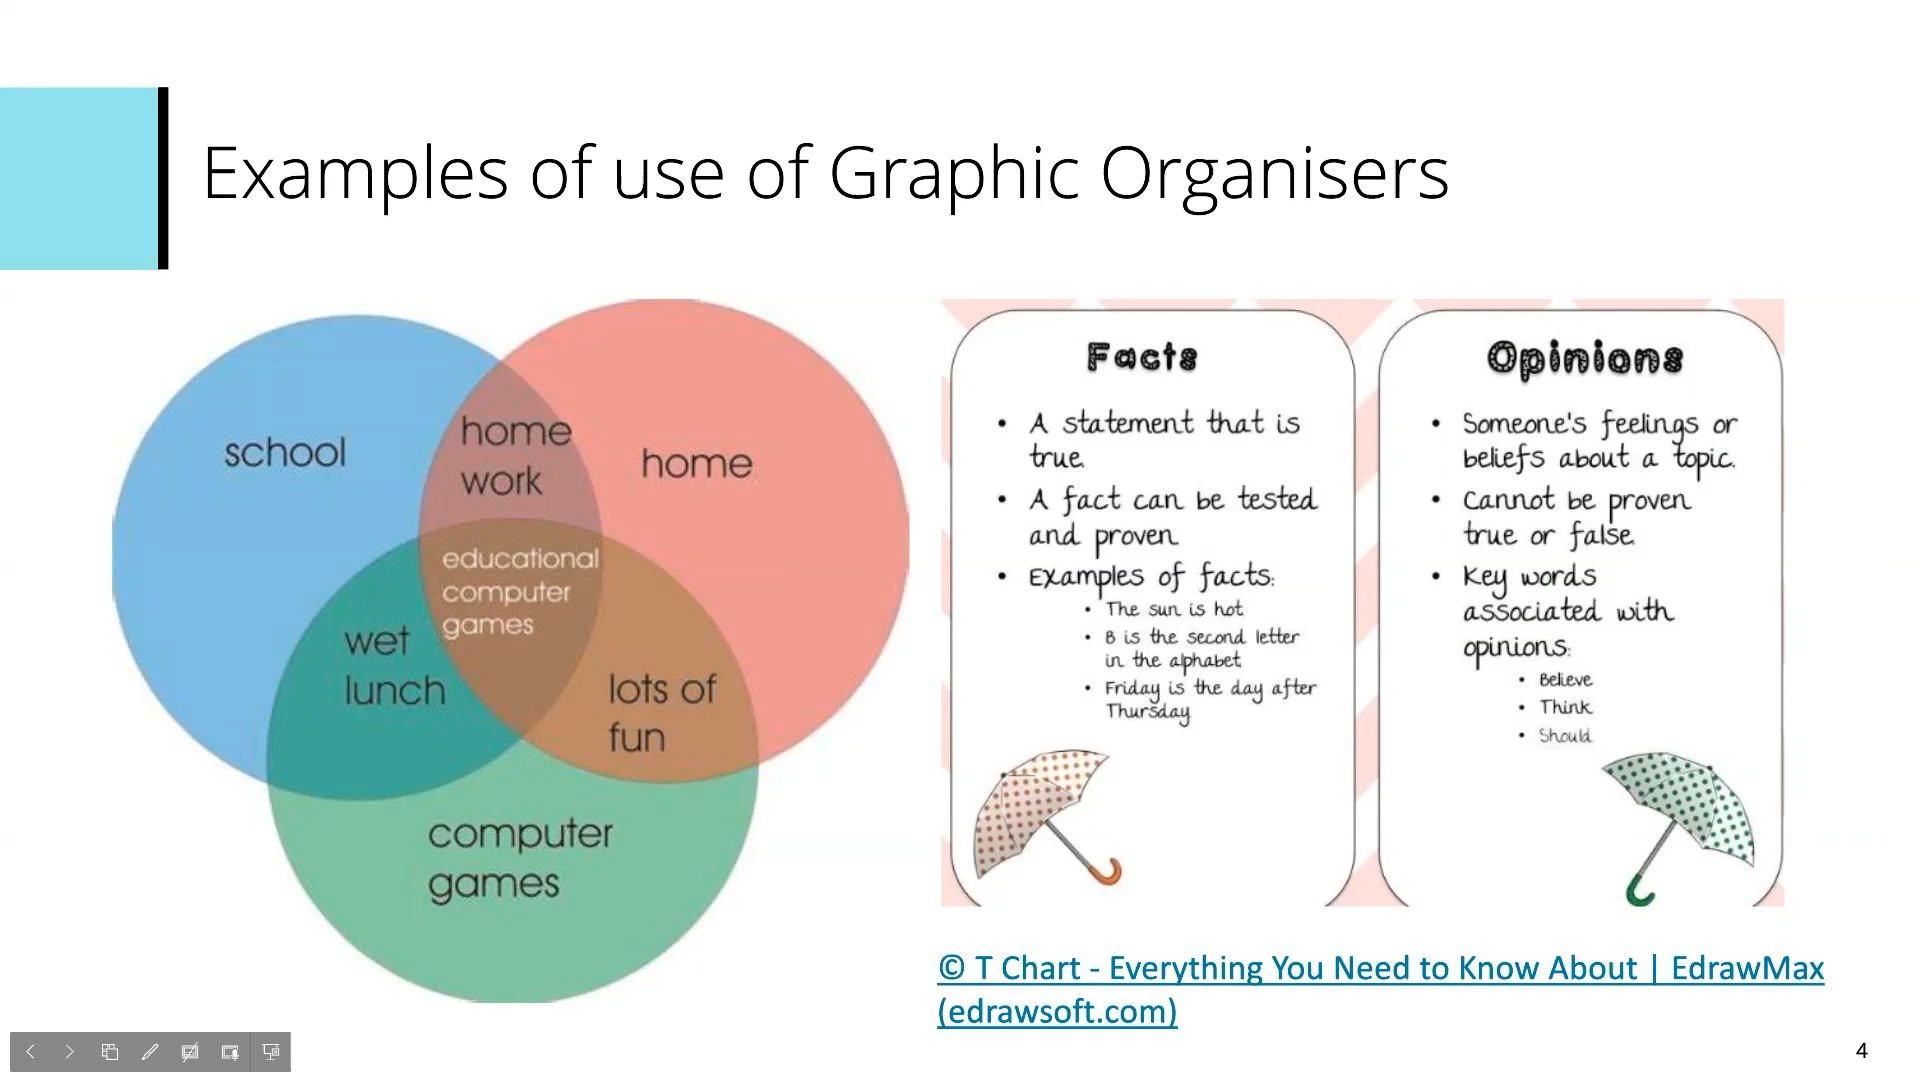 Examples of use of Graphic Organisers
school
home
work
home
educational
computer
games
wet
lunch
lots of
fun
computer
games
Facts
• A statement that is
true.
• A fact can be tested
and proven
• Examples of facts:
• The sun is hot
• B is the second letter
in the alphabet
• Friday is the day after
Thursday
Opinions
• Someone's feelings or
beliefs about a topic.
• Cannot be proven
true or false.
• Key words
associated with
opinions:
• Believe
• Think
• Should
© T Chart - Everything You Need to Know About | EdrawMax
(edrawsoft.com)
4